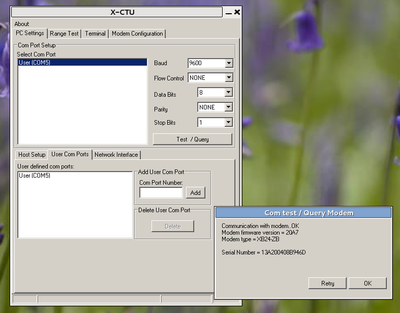 X-CTU
About
PC Settings Range Test Terminal Modem Configuration
Com Port Setup
Select Com Port
User (COM5)
Baud 9600
Flow Control NONE
Data Bits 8
Parity NONE
Stop Bits 1
Test / Query
Host Setup User Com Ports Network Interface
User defined com ports:
User (COM5)
Add User Com Port
Com Port Number:
Add
Delete User Com Port
Delete
Com test / Query Modem
Communication with modem..OK
Modem firmware version = 20A7
Modem type = XB24-ZB
Serial Number = 13A200408B946D
Retry OK